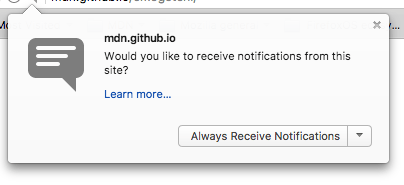 mdn.github.io
Would you like to receive notifications from this
site?
Learn more...
Always Receive Notifications